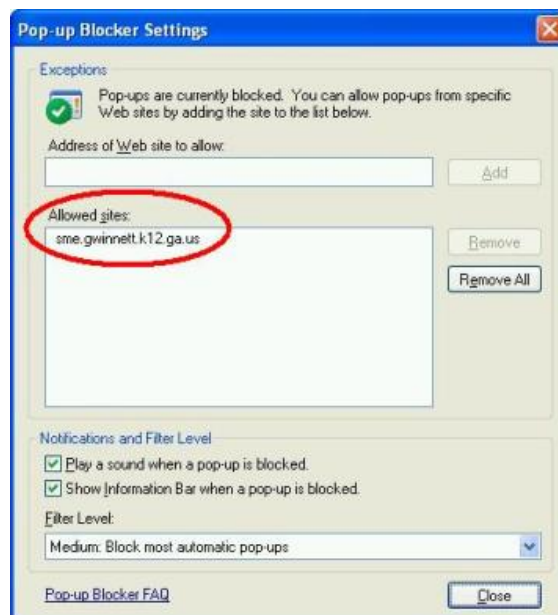 Pop-up Blocker Settings
Exceptions
Pop-ups are currently blocked. You can allow pop-ups from specific
Web sites by adding the site to the list below.
Address of Web site to allow:
Add
Allowed sites:
sme.gwinnett.k12.ga.us
Remove
Remove All
Notifications and Filter Level
Play a sound when a pop-up is blocked.
Show Information Bar when a pop-up is blocked.
Filter Level:
Medium: Block most automatic pop-ups
Pop-up Blocker FAQ
Close